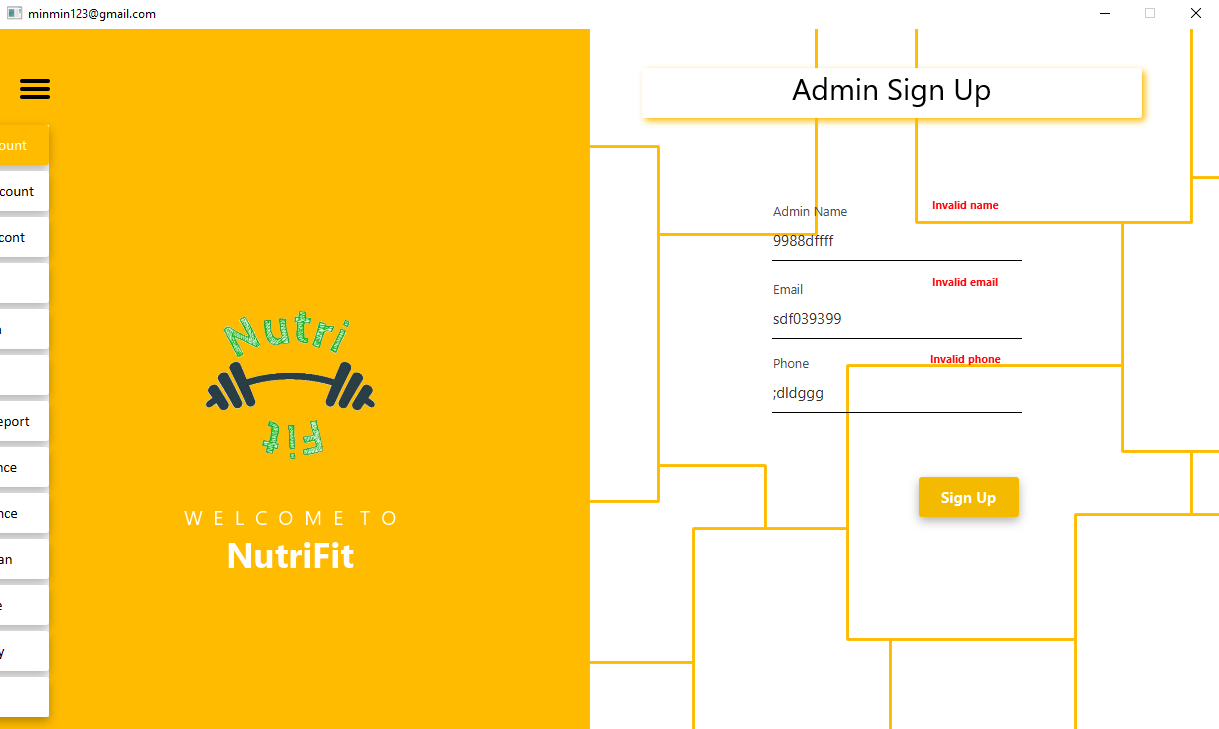 minmin123@gmail.com
Admin Sign Up
ount
count
cont
n
eport
nce
nce
an
e
y
Nutri
Fit
WELCOME TO
NutriFit
Admin Name
Invalid name
9988dffff
Email
Invalid email
sdf039399
Phone
Invalid phone
;dldggg
Sign Up